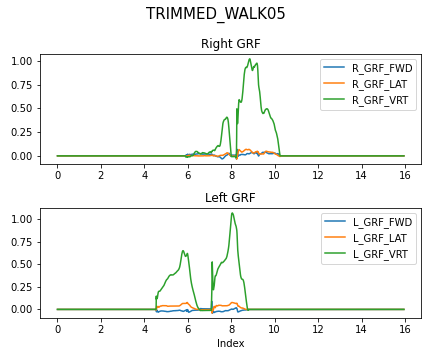 TRIMMED_WALK05
Right GRF
1.00
0.75
0.50
0.25
0.00
R_GRF_FWD
R_GRF_LAT
R_GRF_VRT
0 2 4 6 8 10 12 14 16
Left GRF
1.00
0.75
0.50
0.25
0.00
L_GRF_FWD
L_GRF_LAT
L_GRF_VRT
0 2 4 6 8 10 12 14 16
Index